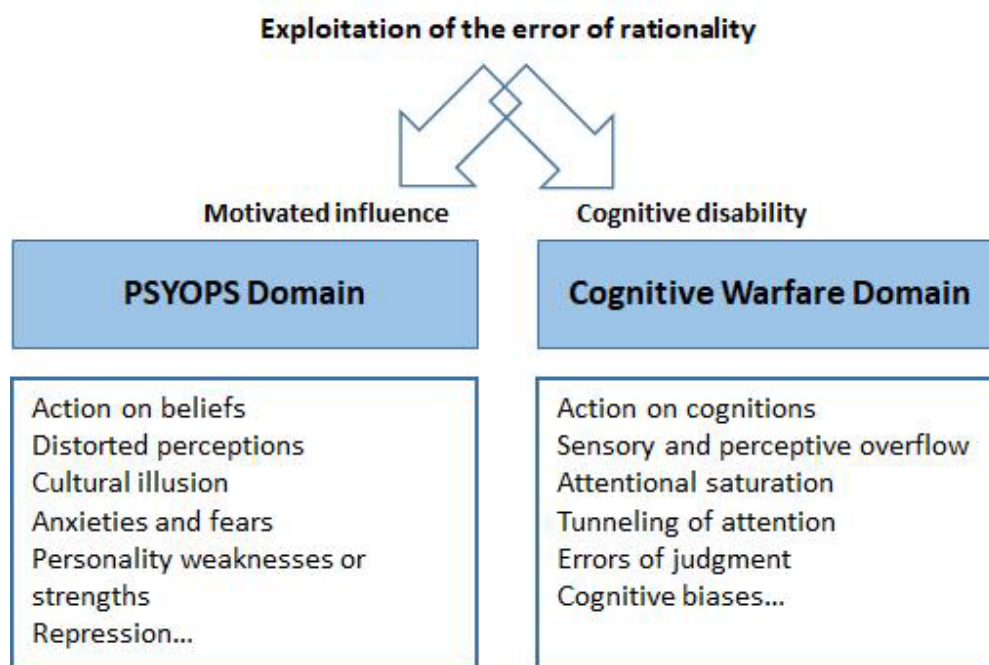 Exploitation of the error of rationality
Motivated influence
Cognitive disability
PSYOPS Domain
Cognitive Warfare Domain
Action on beliefs
Distorted perceptions
Cultural illusion
Anxieties and fears
Personality weaknesses or
strengths
Repression...
Action on cognitions
Sensory and perceptive overflow
Attentional saturation
Tunneling of attention
Errors of judgment
Cognitive biases...